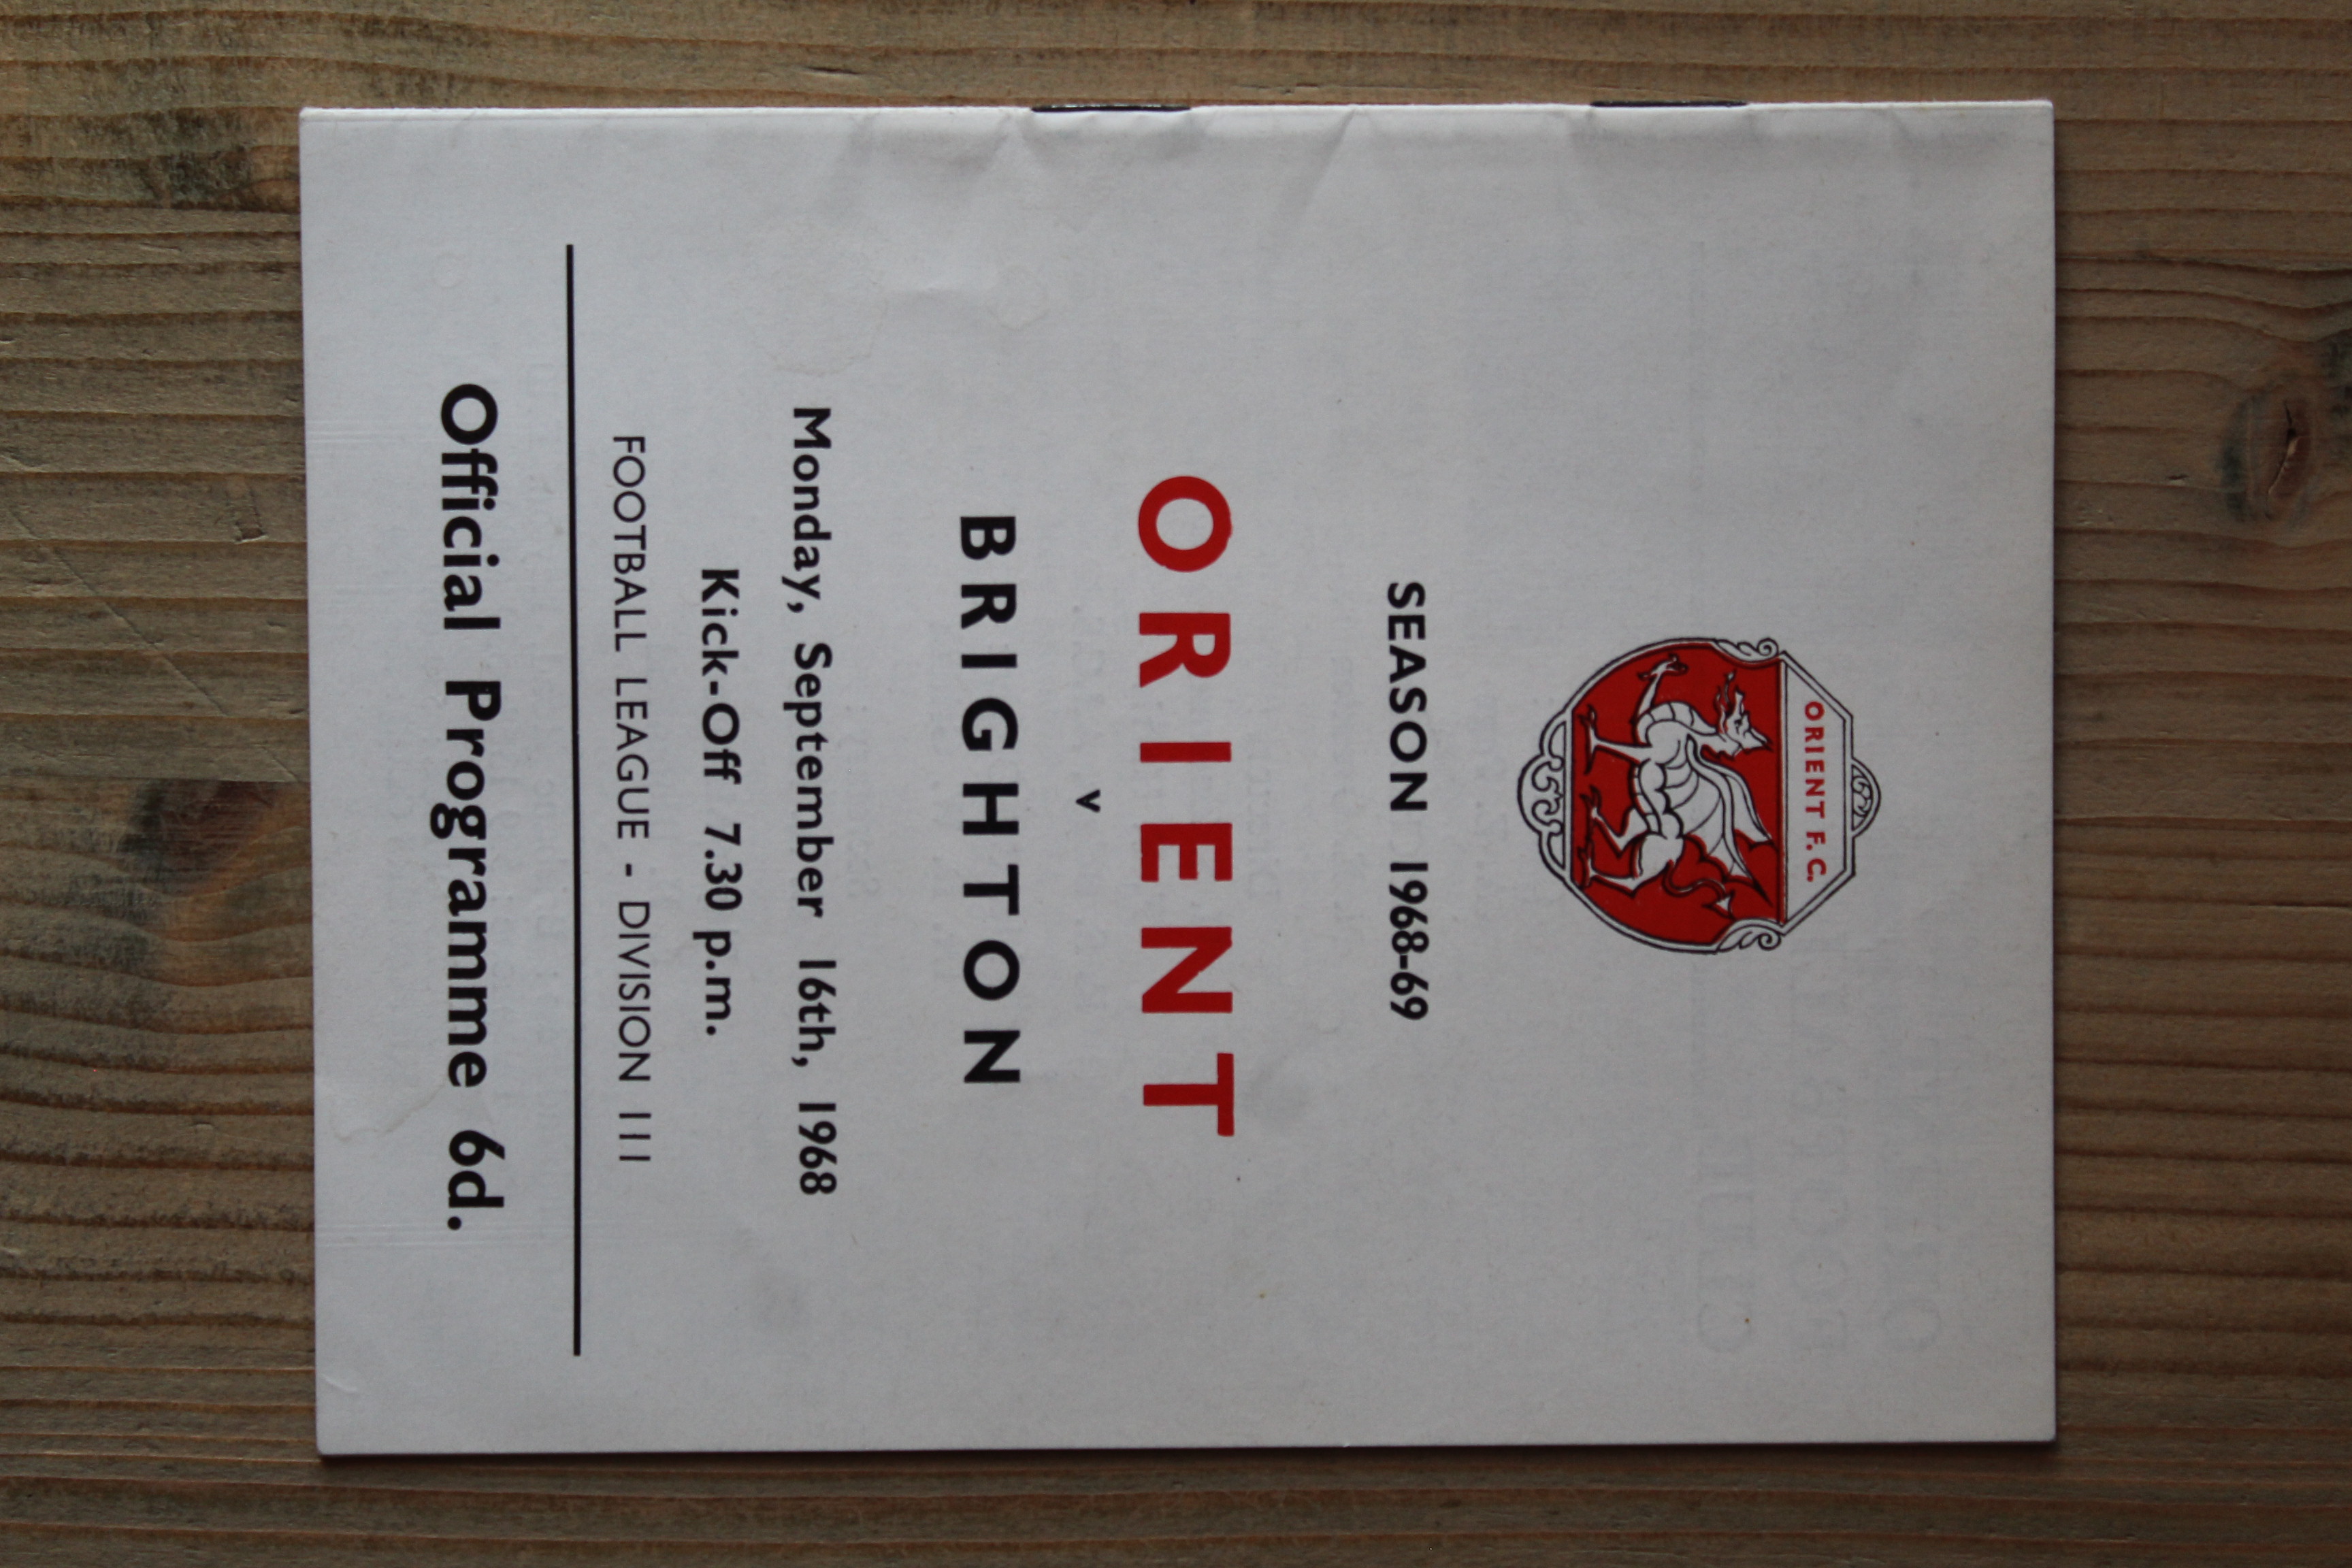 ORIENT F.C.
SEASON 1968-69
ORIENT
v
BRIGHTON
Monday, September 16th, 1968
Kick-Off 7.30 p.m.
FOOTBALL LEAGUE - DIVISION III
Official Programme 6d.